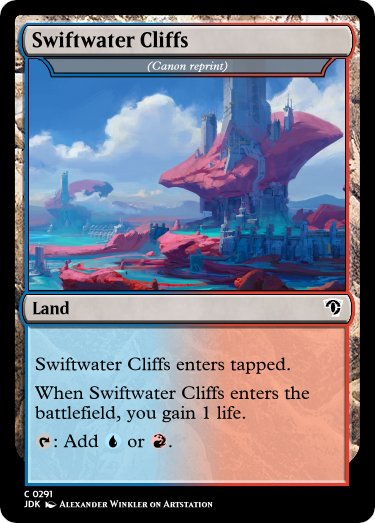 Swiftwater Cliffs
(Canon reprint)
Land
Swiftwater Cliffs enters tapped.
When Swiftwater Cliffs enters the
battlefield, you gain 1 life.
: Add or .
C 0291
JDK Alexander Winkler on Artstation